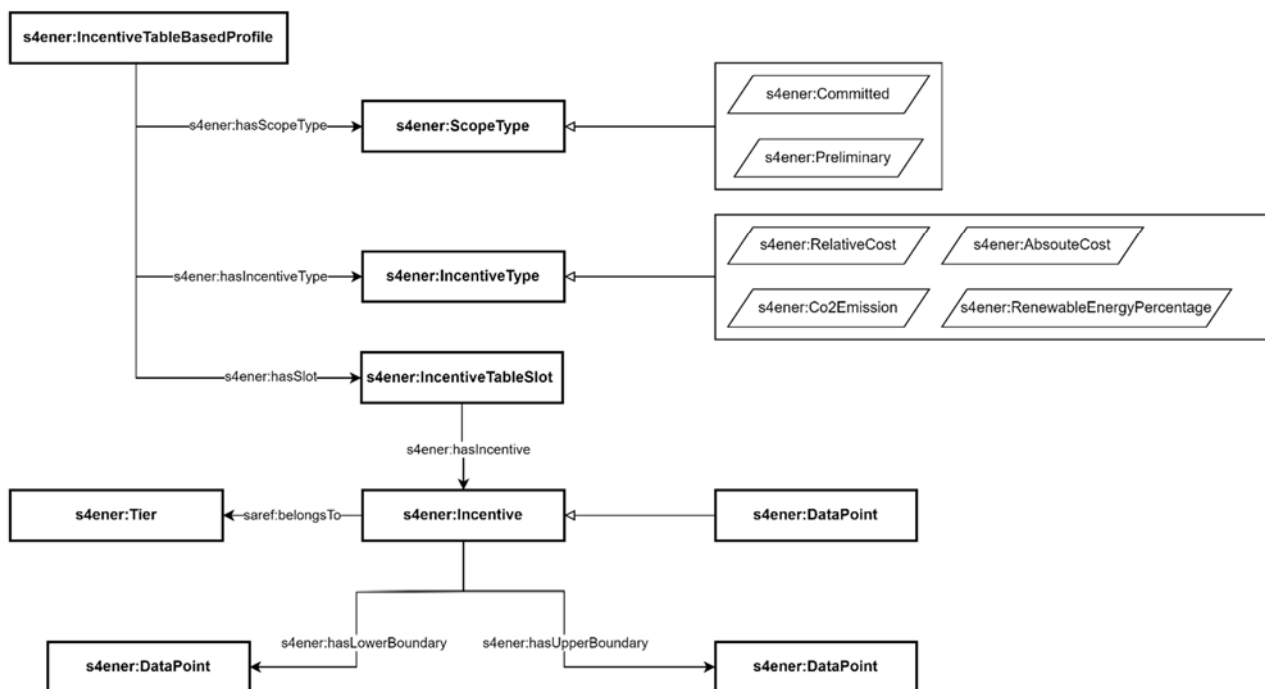 s4ener:IncentiveTableBasedProfile
s4ener:Committed
s4ener:hasScopeType
s4ener:ScopeType
s4ener:Preliminary
s4ener:RelativeCost
s4ener:AbsouteCost
s4ener:hasIncentiveType
s4ener:IncentiveType
s4ener:Co2Emission
s4ener:RenewableEnergyPercentage
s4ener:hasSlot
s4ener:IncentiveTableSlot
s4ener:hasIncentive
s4ener:Tier
saref:belongsTo
s4ener:Incentive
s4ener:DataPoint
s4ener:hasLowerBoundary
s4ener:hasUpperBoundary
s4ener:DataPoint
s4ener:DataPoint